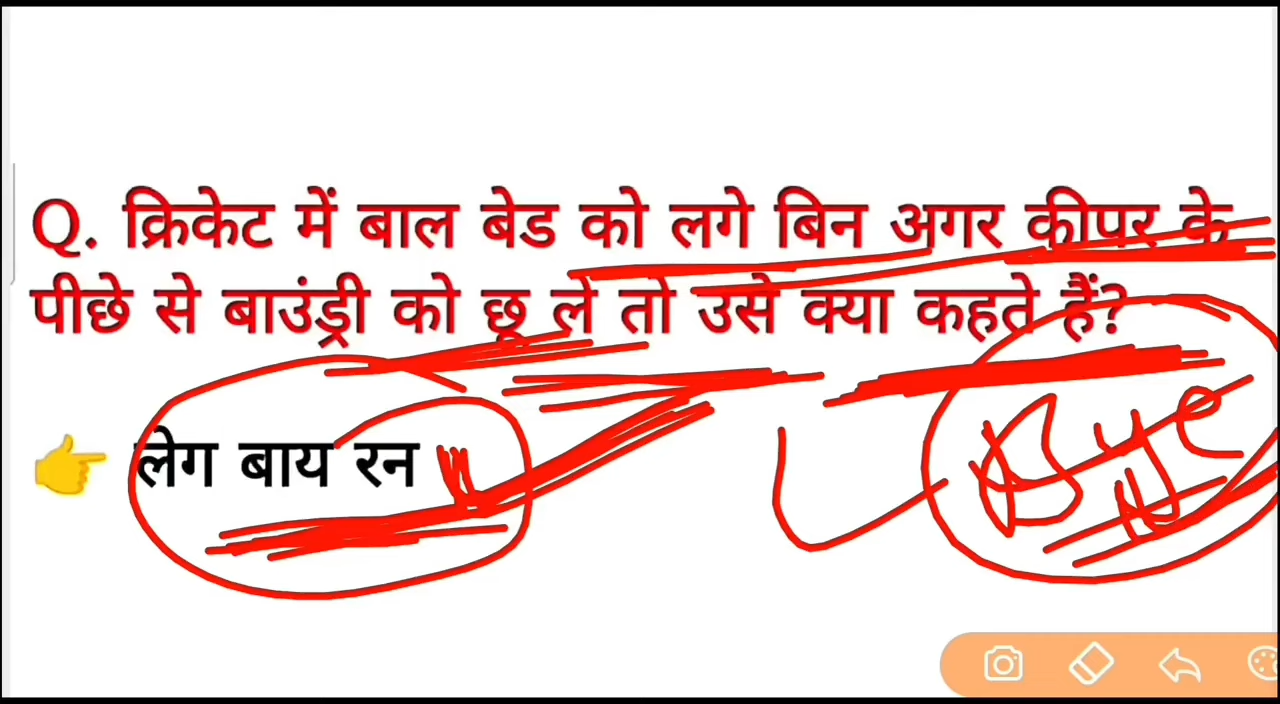 Q. क्रिकेट में बाल बेड को लगे बिन अगर कीपर के
पीछे से बाउंड्री को छू ले तो उसे क्या कहते हैं?
👉 लेग बाय रन
Bye